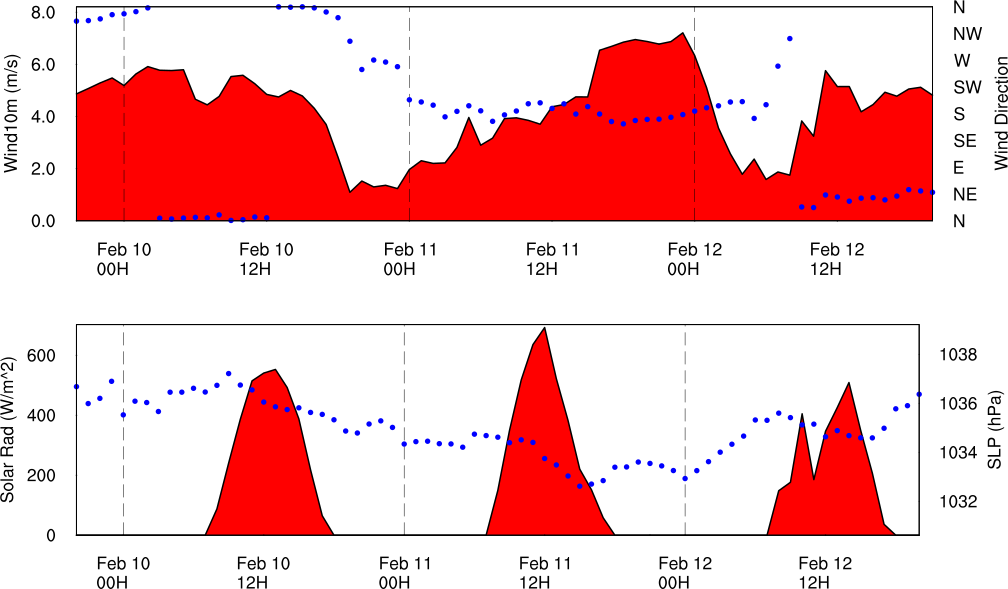 Wind10m (m/s)
8.0
6.0
4.0
2.0
0.0
N
NW
W
SW
S
SE
E
NE
N
Wind Direction
Feb 10 Feb 10 Feb 11 Feb 11 Feb 12 Feb 12
00H 12H 00H 12H 00H 12H
Solar Rad (W/m^2)
600
400
200
0
1038
1036
1034
1032
SLP (hPa)
Feb 10 Feb 10 Feb 11 Feb 11 Feb 12 Feb 12
00H 12H 00H 12H 00H 12H